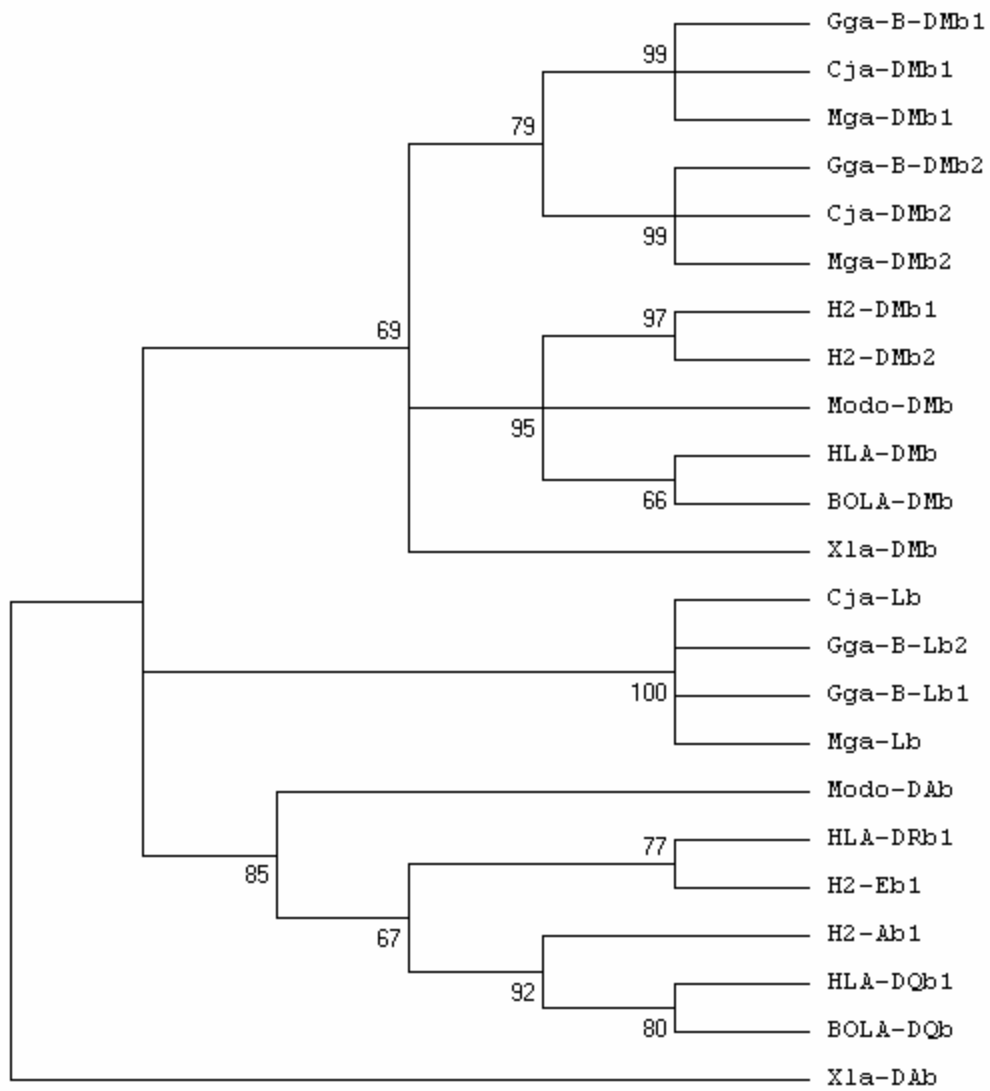 Gga-B-DMb1
99
Cja-DMb1
Mga-DMb1
79
Gga-B-DMb2
Cja-DMb2
99
Mga-DMb2
H2-DMb1
97
69
H2-DMb2
Modo-DMb
95
HLA-DMb
66
BOLA-DMb
Xla-DMb
Cja-Lb
Gga-B-Lb2
100
Gga-B-Lb1
Mga-Lb
Modo-DAb
HLA-DRb1
77
85
H2-Eb1
H2-Ab1
67
HLA-DQb1
92
80
BOLA-DQb
Xla-DAb